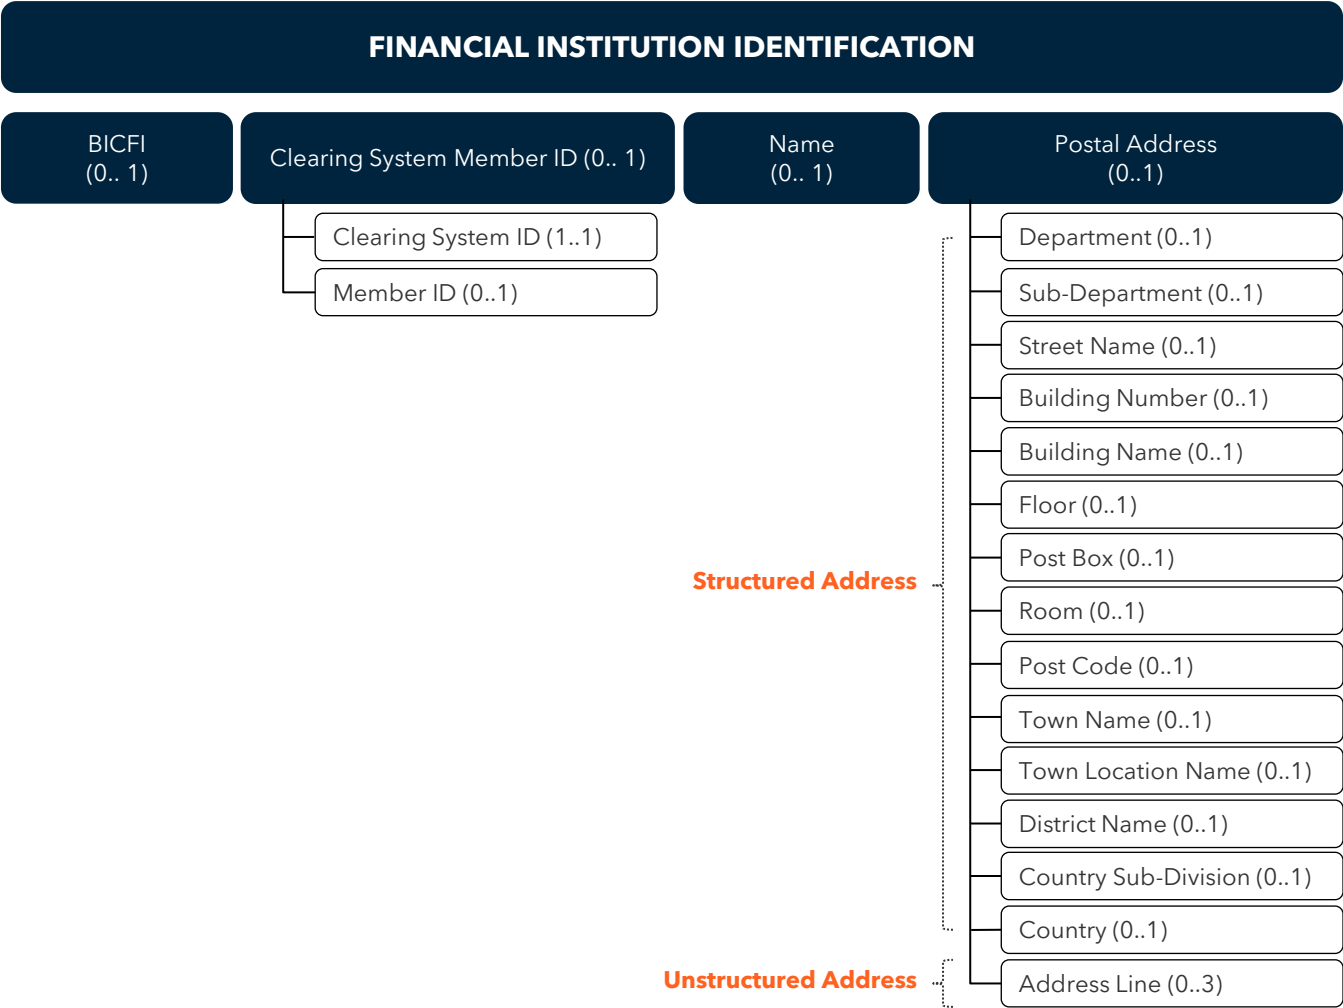 FINANCIAL INSTITUTION IDENTIFICATION
BICFI
(0.. 1)
Clearing System Member ID (0.. 1)
Name
(0.. 1)
Postal Address
(0..1)
Clearing System ID (1..1)
Member ID (0..1)
Department (0..1)
Sub-Department (0..1)
Street Name (0..1)
Building Number (0..1)
Building Name (0..1)
Floor (0..1)
Post Box (0..1)
Structured Address
Room (0..1)
Post Code (0..1)
Town Name (0..1)
Town Location Name (0..1)
District Name (0..1)
Country Sub-Division (0..1)
Country (0..1)
Unstructured Address
Address Line (0..3)